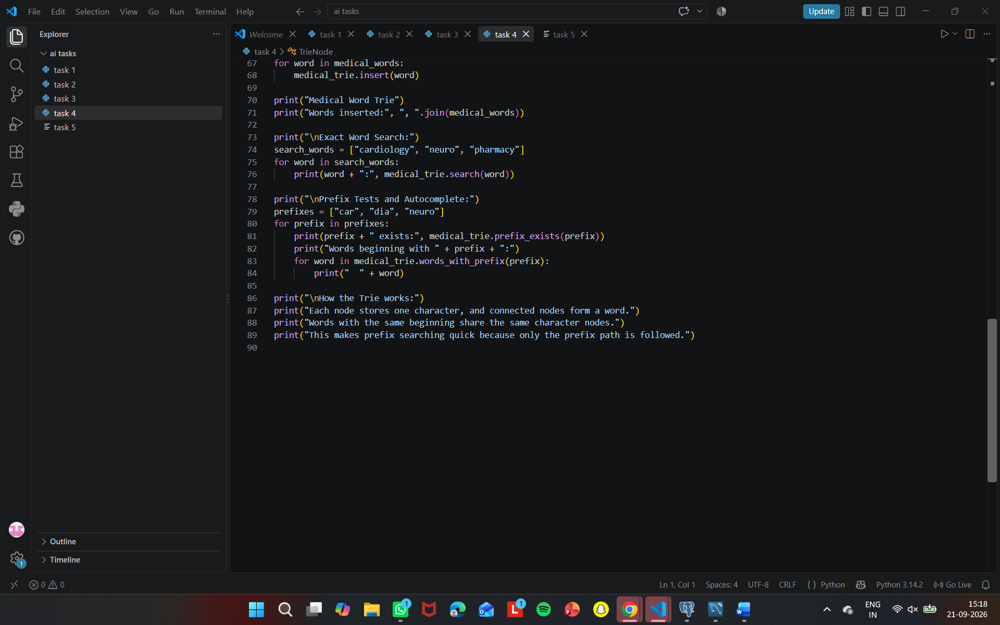 File Edit Selection View Go Run Terminal Help
ai tasks
Update
Explorer
ai tasks
task 1
task 2
task 3
task 4
task 5
Outline
Timeline
Welcome task 1 task 2 task 3 task 4 task 5
task 4 > TrieNode
67 for word in medical_words:
68 medical_trie.insert(word)
69
70 print("Medical Word Trie")
71 print("Words inserted:", ", ".join(medical_words))
72
73 print("\nExact Word Search:")
74 search_words = ["cardiology", "neuro", "pharmacy"]
75 for word in search_words:
76 print(word + ":", medical_trie.search(word))
77
78 print("\nPrefix Tests and Autocomplete:")
79 prefixes = ["car", "dia", "neuro"]
80 for prefix in prefixes:
81 print(prefix + " exists:", medical_trie.prefix_exists(prefix))
82 print("Words beginning with " + prefix + ":")
83 for word in medical_trie.words_with_prefix(prefix):
84 print("  " + word)
85
86 print("\nHow the Trie works:")
87 print("Each node stores one character, and connected nodes form a word.")
88 print("Words with the same beginning share the same character nodes.")
89 print("This makes prefix searching quick because only the prefix path is followed.")
90
1
0 0
Ln 1, Col 1 Spaces: 4 UTF-8 CRLF { } Python Python 3.14.2 Go Live
1
1
ENG
IN
15:18
21-09-2026